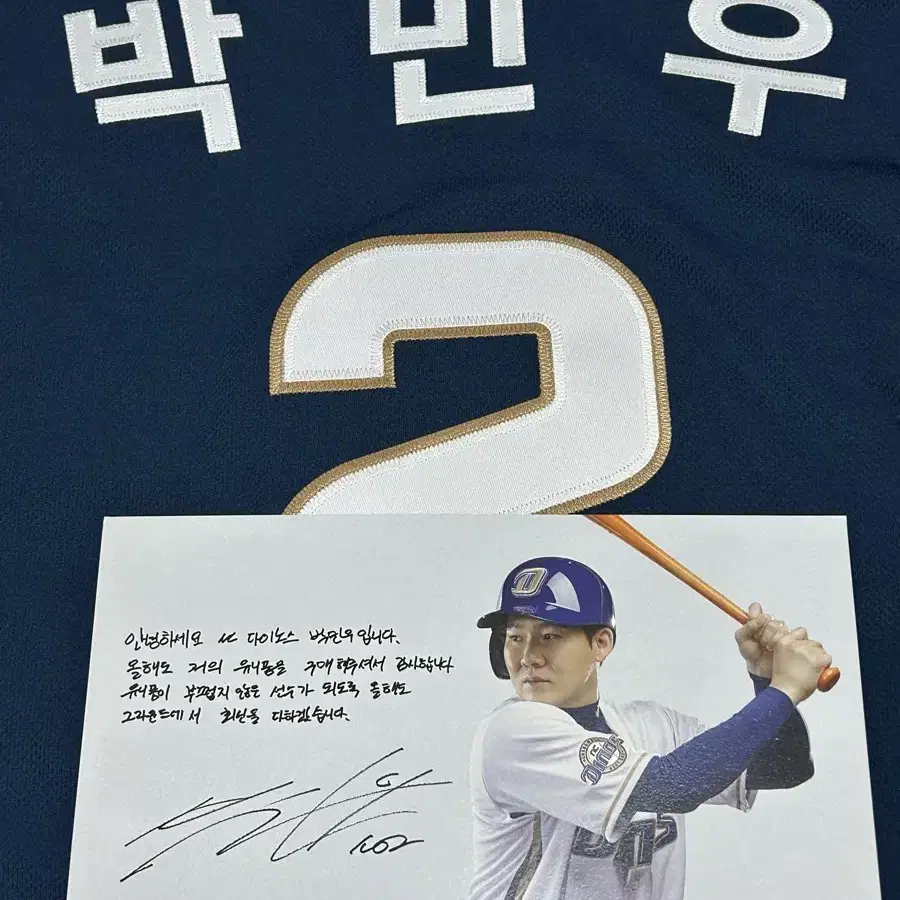 박민우
2
안녕하세요 NC 다이노스 박민우입니다.
올해도 저의 유니폼을 구매해주셔서 감사합니다
유니폼이 부끄럽지 않은 선수가 되도록 올해도
그라운드에서 최선을 다하겠습니다.
No2
D
NC
Dinos